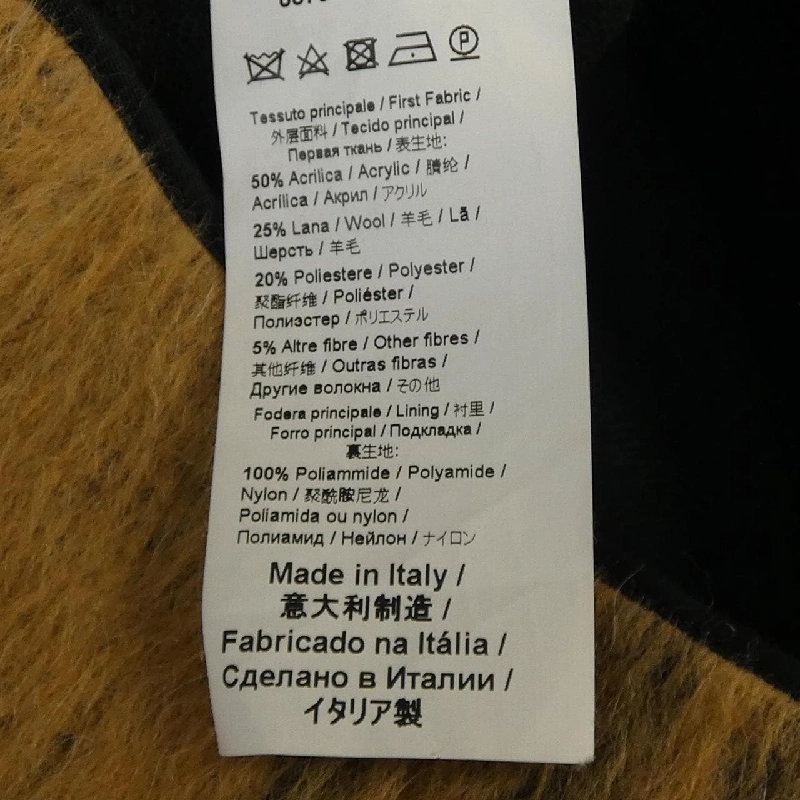 Tessuto principale / First Fabric /
外层面料 / Tecido principal /
Первая ткань / 表生地:
50% Acrilica / Acrylic / 腈纶 /
Acrílica / Акрил / アクリル
25% Lana / Wool / 羊毛 / Lã /
Шерсть / 羊毛
20% Poliestere / Polyester /
聚酯纤维 / Poliéster /
Полиэстер / ポリエステル
5% Altre fibre / Other fibres /
其他纤维 / Outras fibras /
Другие волокна / その他
Fodera principale / Lining / 衬里 /
Forro principal / Подкладка /
裏生地:
100% Poliammide / Polyamide /
Nylon / 聚酰胺尼龙 /
Poliamida ou nylon /
Полиамид / Нейлон / ナイロン
Made in Italy /
意大利制造 /
Fabricado na Itália /
Сделано в Италии /
イタリア製